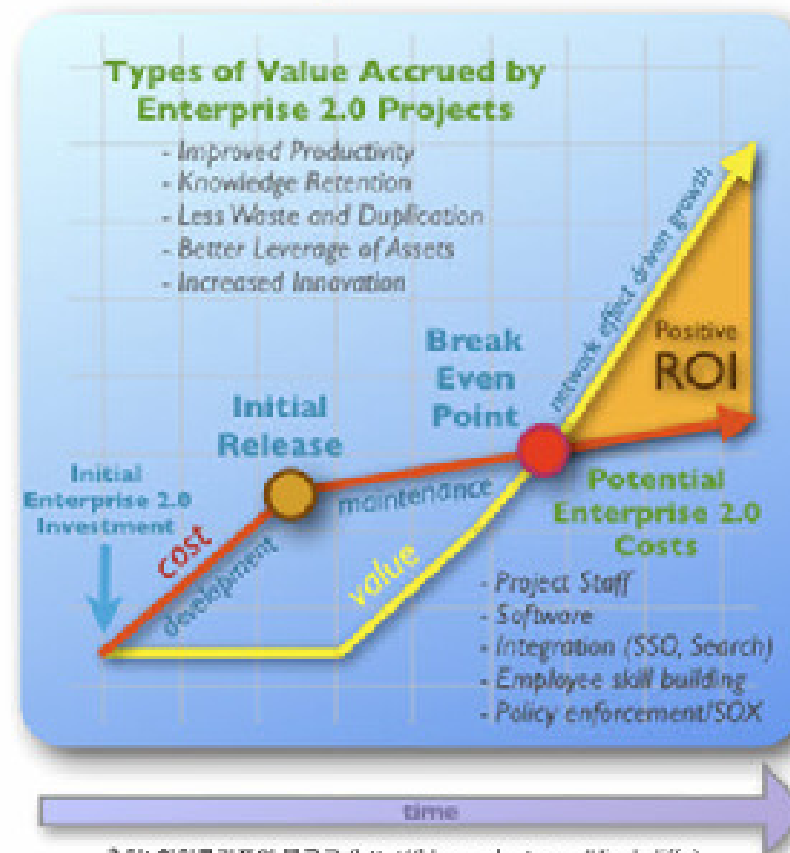 Types of Value Accrued by
Enterprise 2.0 Projects
- Improved Productivity
- Knowledge Retention
- Less Waste and Duplication
- Better Leverage of Assets
- Increased Innovation
network effect driven growth
Positive
ROI
Break
Even
Point
Initial
Release
Initial
Enterprise 2.0
Investment
cost
development
maintenance
value
Potential
Enterprise 2.0
Costs
- Project Staff
- Software
- Integration (SSO, Search)
- Employee skill building
- Policy enforcement/SOX
time